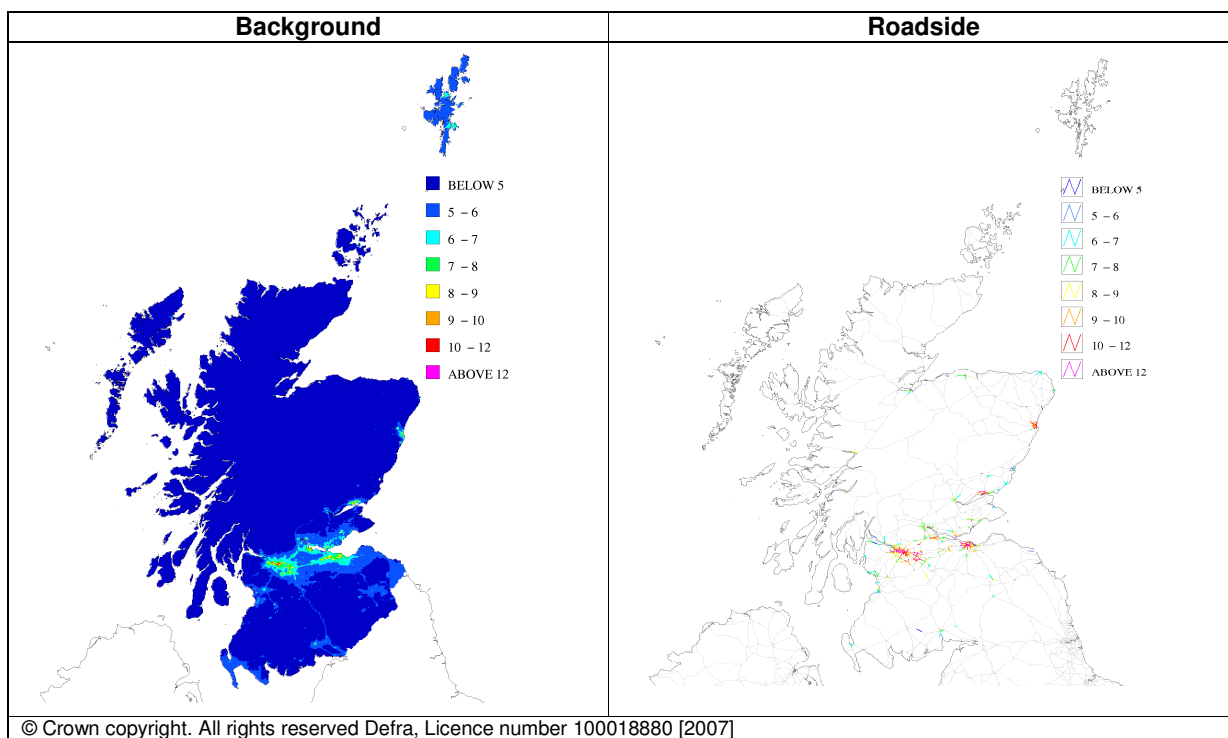 Background
Roadside
BELOW 5
5 – 6
6 – 7
7 – 8
8 – 9
9 – 10
10 – 12
ABOVE 12
BELOW 5
5 – 6
6 – 7
7 – 8
8 – 9
9 – 10
10 – 12
ABOVE 12
© Crown copyright. All rights reserved Defra, Licence number 100018880 [2007]